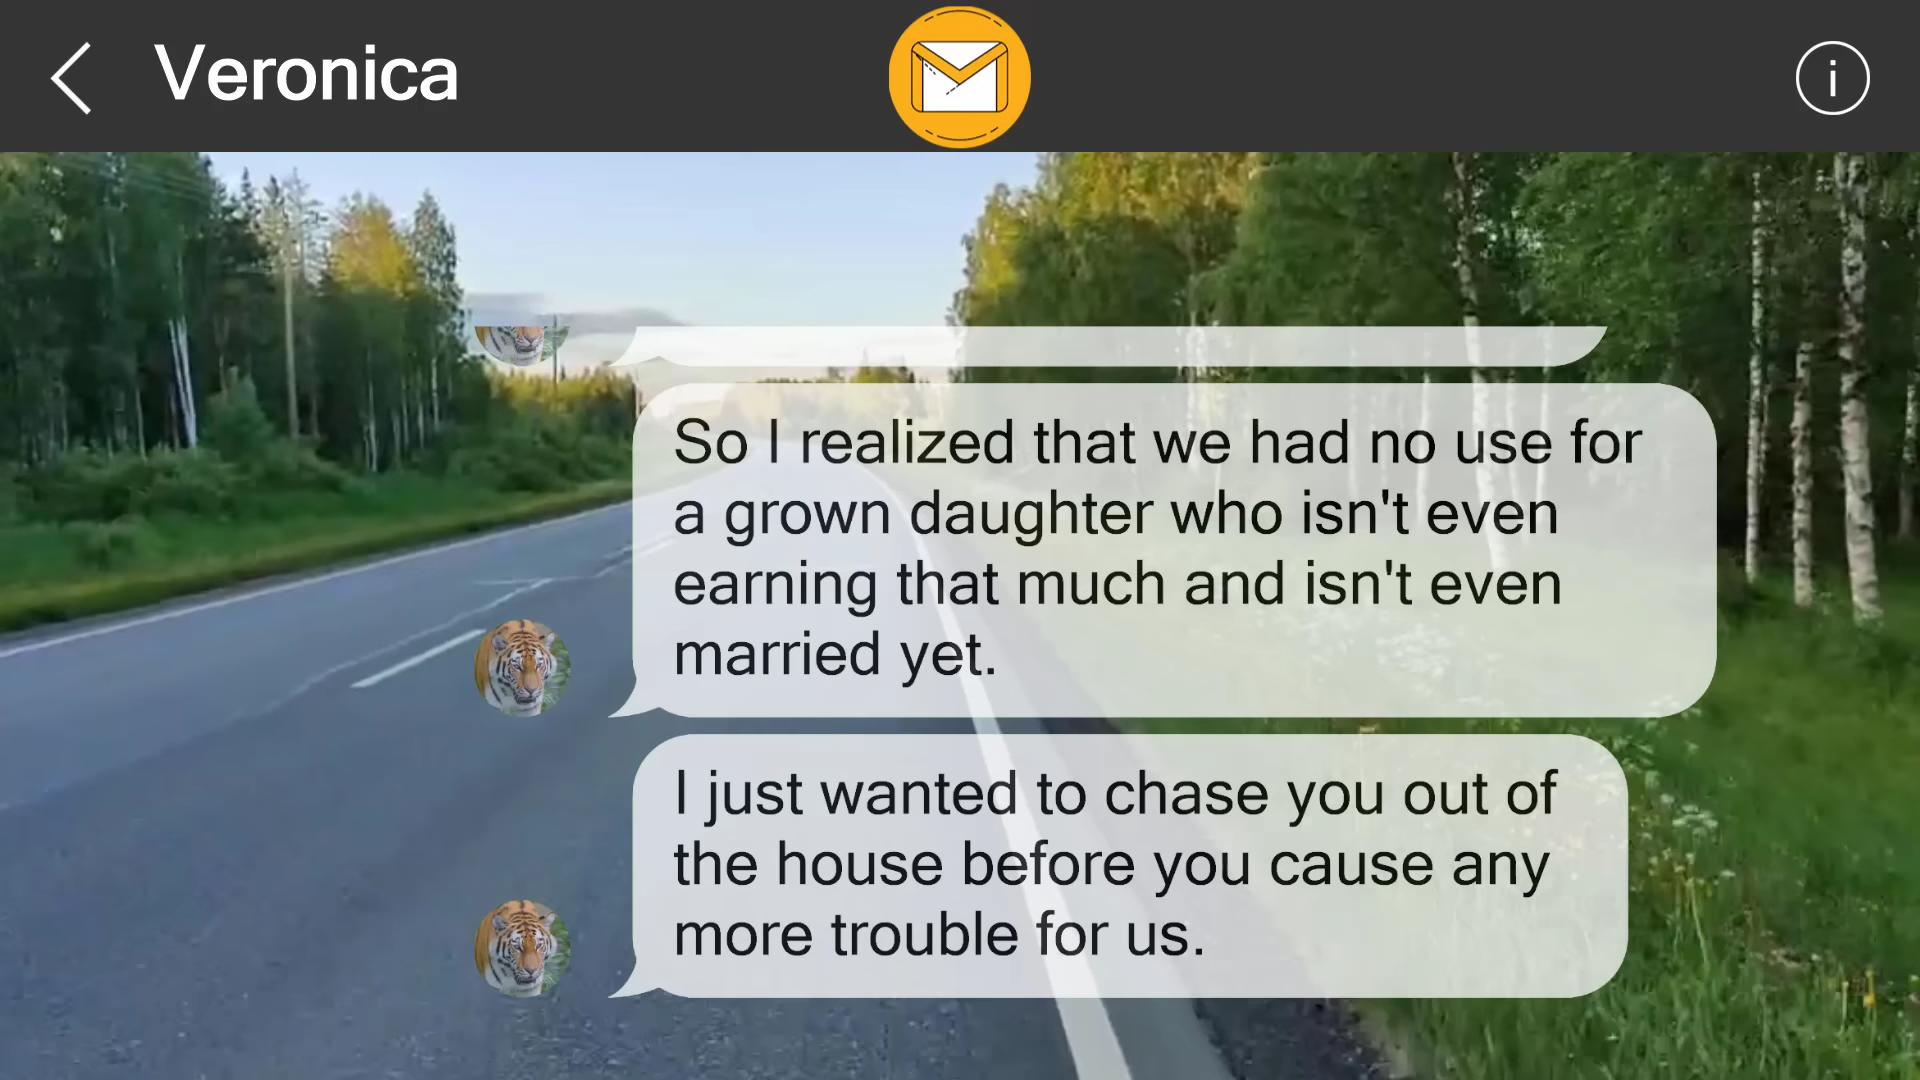 Veronica
So I realized that we had no use for
a grown daughter who isn't even
earning that much and isn't even
married yet.
I just wanted to chase you out of
the house before you cause any
more trouble for us.